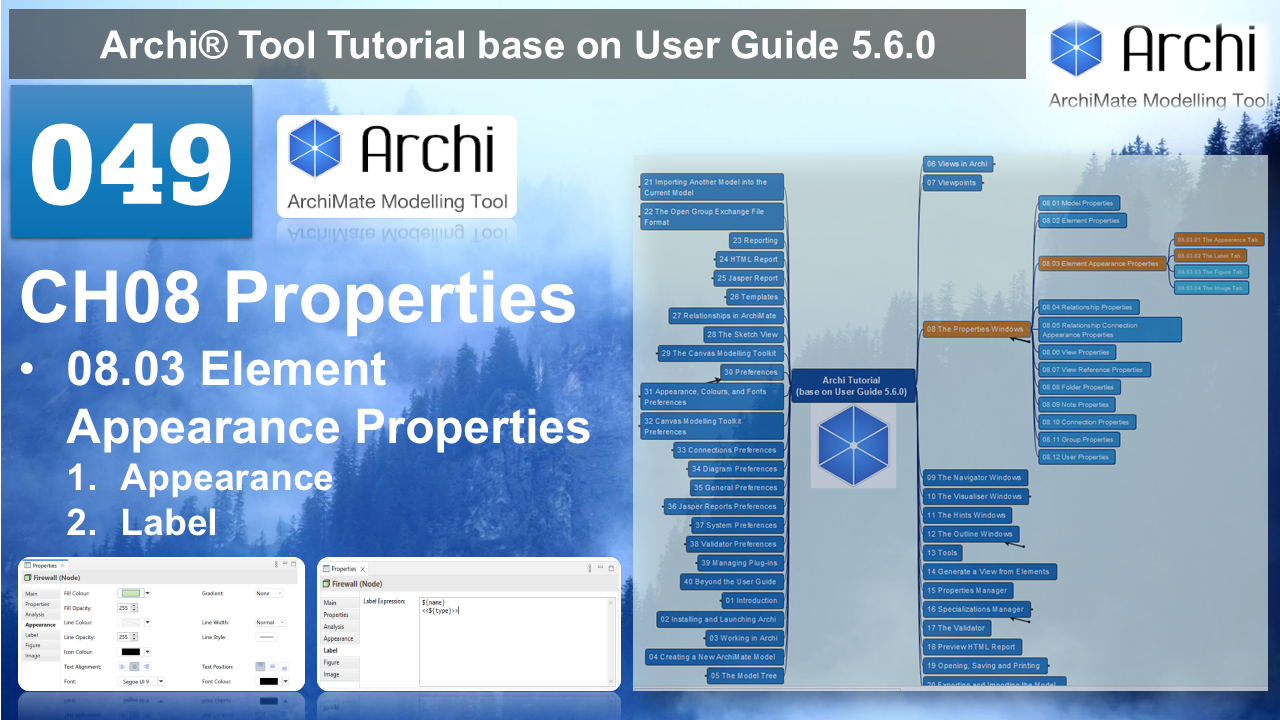 Archi® Tool Tutorial base on User Guide 5.6.0
Archi
ArchiMate Modelling Tool
049
Archi
ArchiMate Modelling Tool
CH08 Properties
• 08.03 Element
Appearance Properties
1. Appearance
2. Label
Properties
Firewall (Node)
Main
Properties
Analysis
Appearance
Label
Figure
Image
Fill Colour:
Gradient:
None
Fill Opacity:
255
Line Colour:
Line Width:
Normal
Line Opacity:
255
Line Style:
Icon Colour:
Text Alignment:
Text Position:
Font:
Segoe UI 9
Font Colour:
Properties
Firewall (Node)
Main
Properties
Analysis
Appearance
Label
Figure
Image
Label Expression:
${name}
<<${type}>>
21 Importing Another Model into the
Current Model
22 The Open Group Exchange File
Format
23 Reporting
24 HTML Report
25 Jasper Report
26 Templates
27 Relationships in ArchiMate
28 The Sketch View
29 The Canvas Modelling Toolkit
30 Preferences
31 Appearance, Colours, and Fonts
Preferences
32 Canvas Modelling Toolkit
Preferences
33 Connections Preferences
34 Diagram Preferences
35 General Preferences
36 Jasper Reports Preferences
37 System Preferences
38 Validator Preferences
39 Managing Plug-ins
40 Beyond the User Guide
01 Introduction
02 Installing and Launching Archi
03 Working in Archi
04 Creating a New ArchiMate Model
05 The Model Tree
Archi Tutorial
(base on User Guide 5.6.0)
06 Views in Archi
07 Viewpoints
08 The Properties Windows
08.01 Model Properties
08.02 Element Properties
08.03 Element Appearance Properties
08.03.01 The Appearance Tab
08.03.02 The Label Tab
08.03.03 The Figure Tab
08.03.04 The Image Tab
08.04 Relationship Properties
08.05 Relationship Connection
Appearance Properties
08.06 View Properties
08.07 View Reference Properties
08.08 Folder Properties
08.09 Note Properties
08.10 Connection Properties
08.11 Group Properties
08.12 User Properties
09 The Navigator Windows
10 The Visualiser Windows
11 The Hints Windows
12 The Outline Windows
13 Tools
14 Generate a View from Elements
15 Properties Manager
16 Specializations Manager
17 The Validator
18 Preview HTML Report
19 Opening, Saving and Printing
20 Exporting and Importing the Model